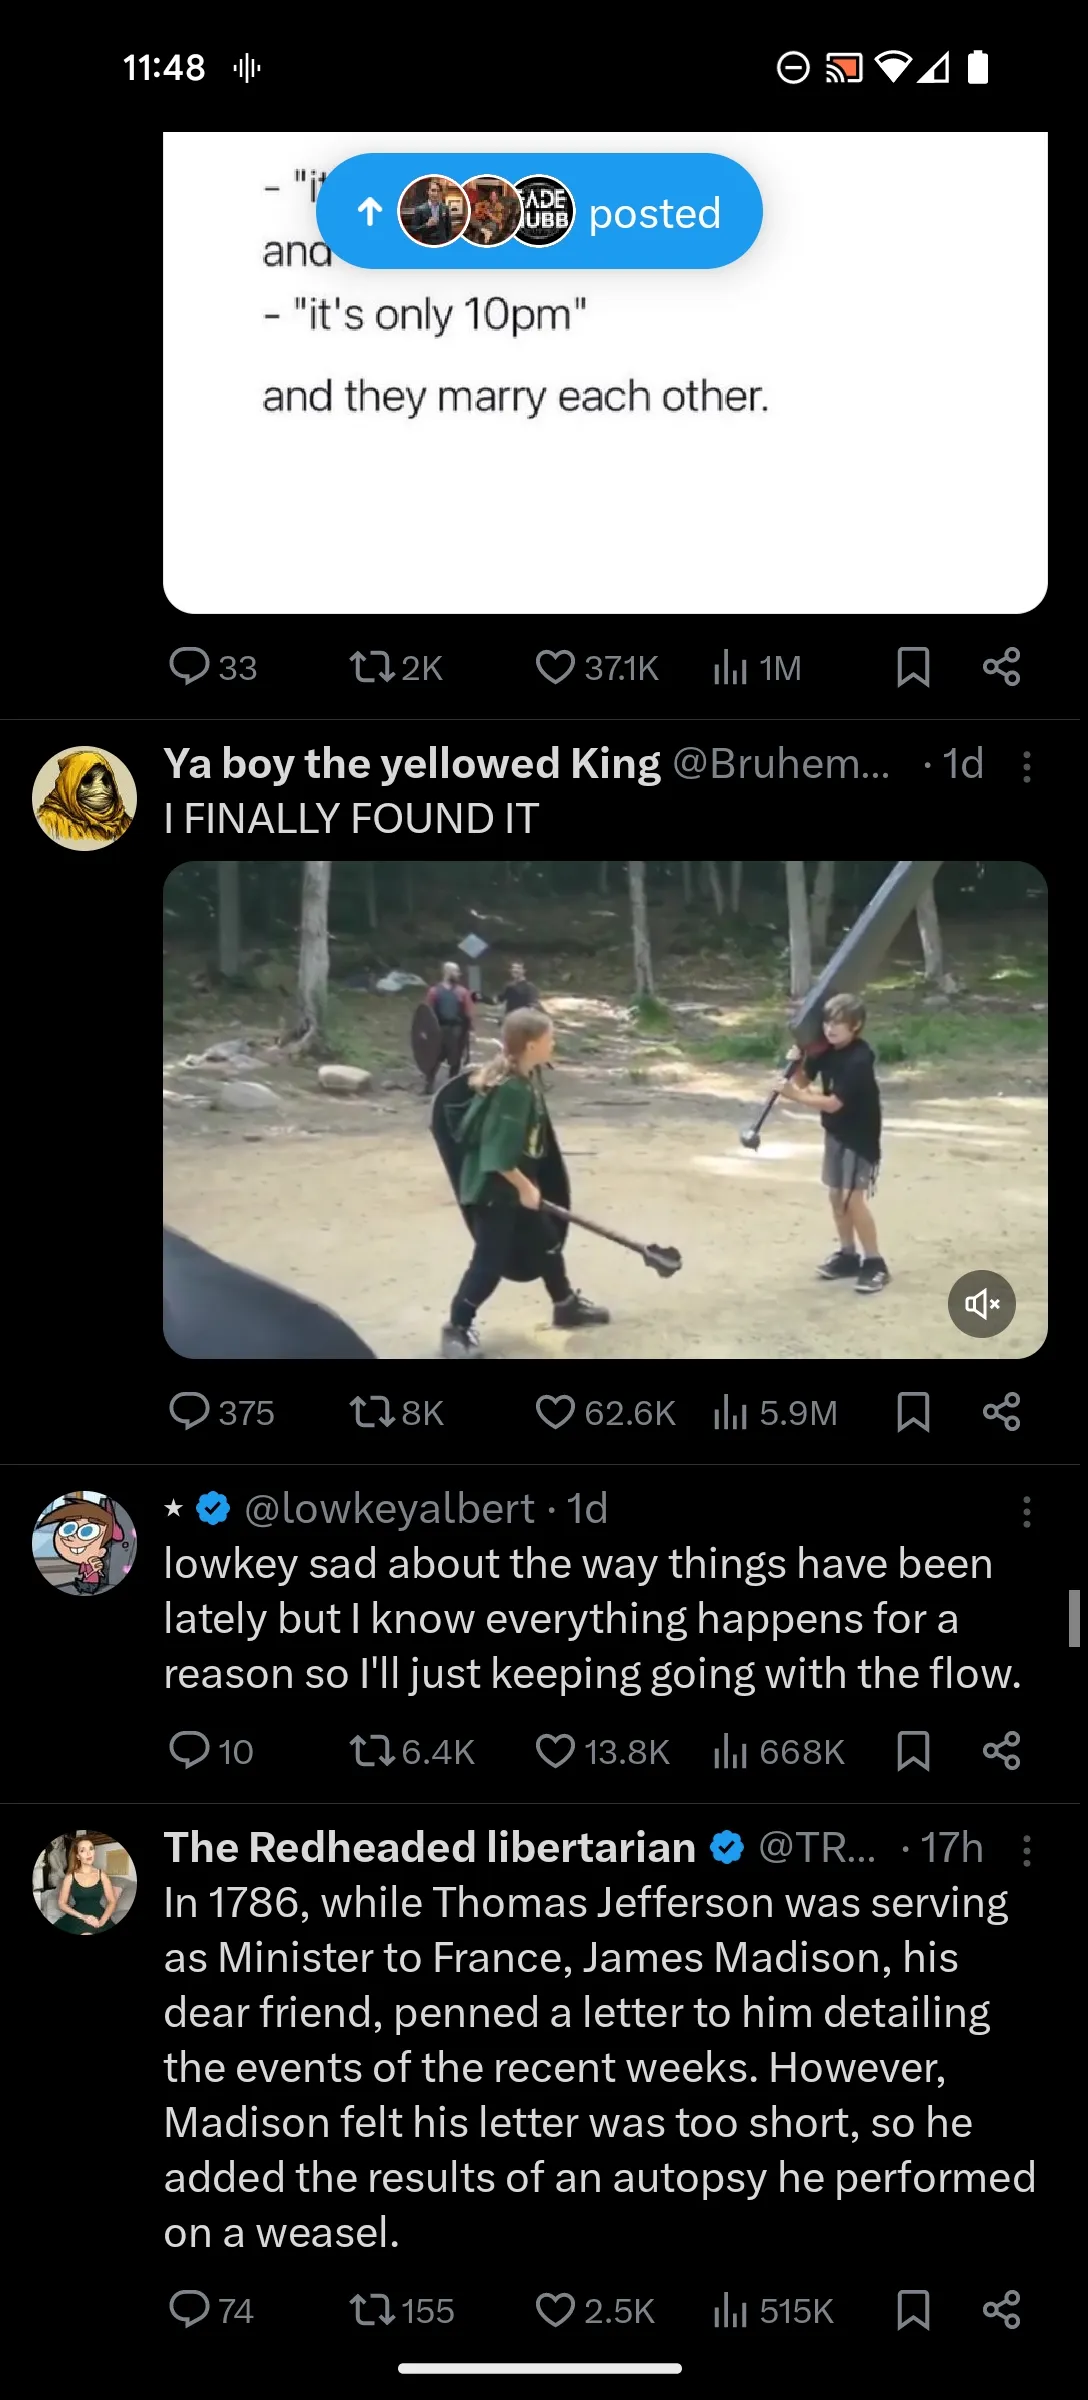 11:48
- "it
posted
and
- "it's only 10pm"
and they marry each other.
33 2K 37.1K 1M
Ya boy the yellowed King @Bruhem... · 1d
I FINALLY FOUND IT
375 8K 62.6K 5.9M
@lowkeyalbert · 1d
lowkey sad about the way things have been
lately but I know everything happens for a
reason so I'll just keeping going with the flow.
10 6.4K 13.8K 668K
The Redheaded libertarian @TR... · 17h
In 1786, while Thomas Jefferson was serving
as Minister to France, James Madison, his
dear friend, penned a letter to him detailing
the events of the recent weeks. However,
Madison felt his letter was too short, so he
added the results of an autopsy he performed
on a weasel.
74 155 2.5K 515K